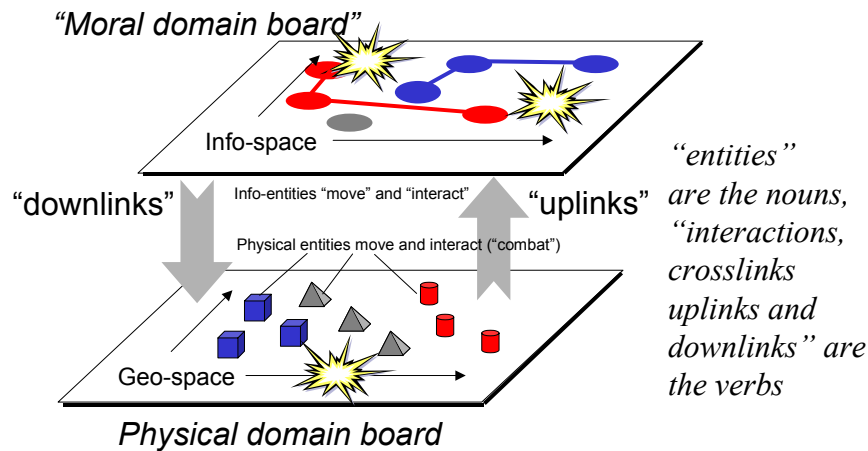 “Moral domain board”
Info-space
“downlinks”
Info-entities “move” and “interact”
“uplinks”
Physical entities move and interact (“combat”)
Geo-space
Physical domain board
“entities”
are the nouns,
“interactions,
crosslinks
uplinks and
downlinks” are
the verbs